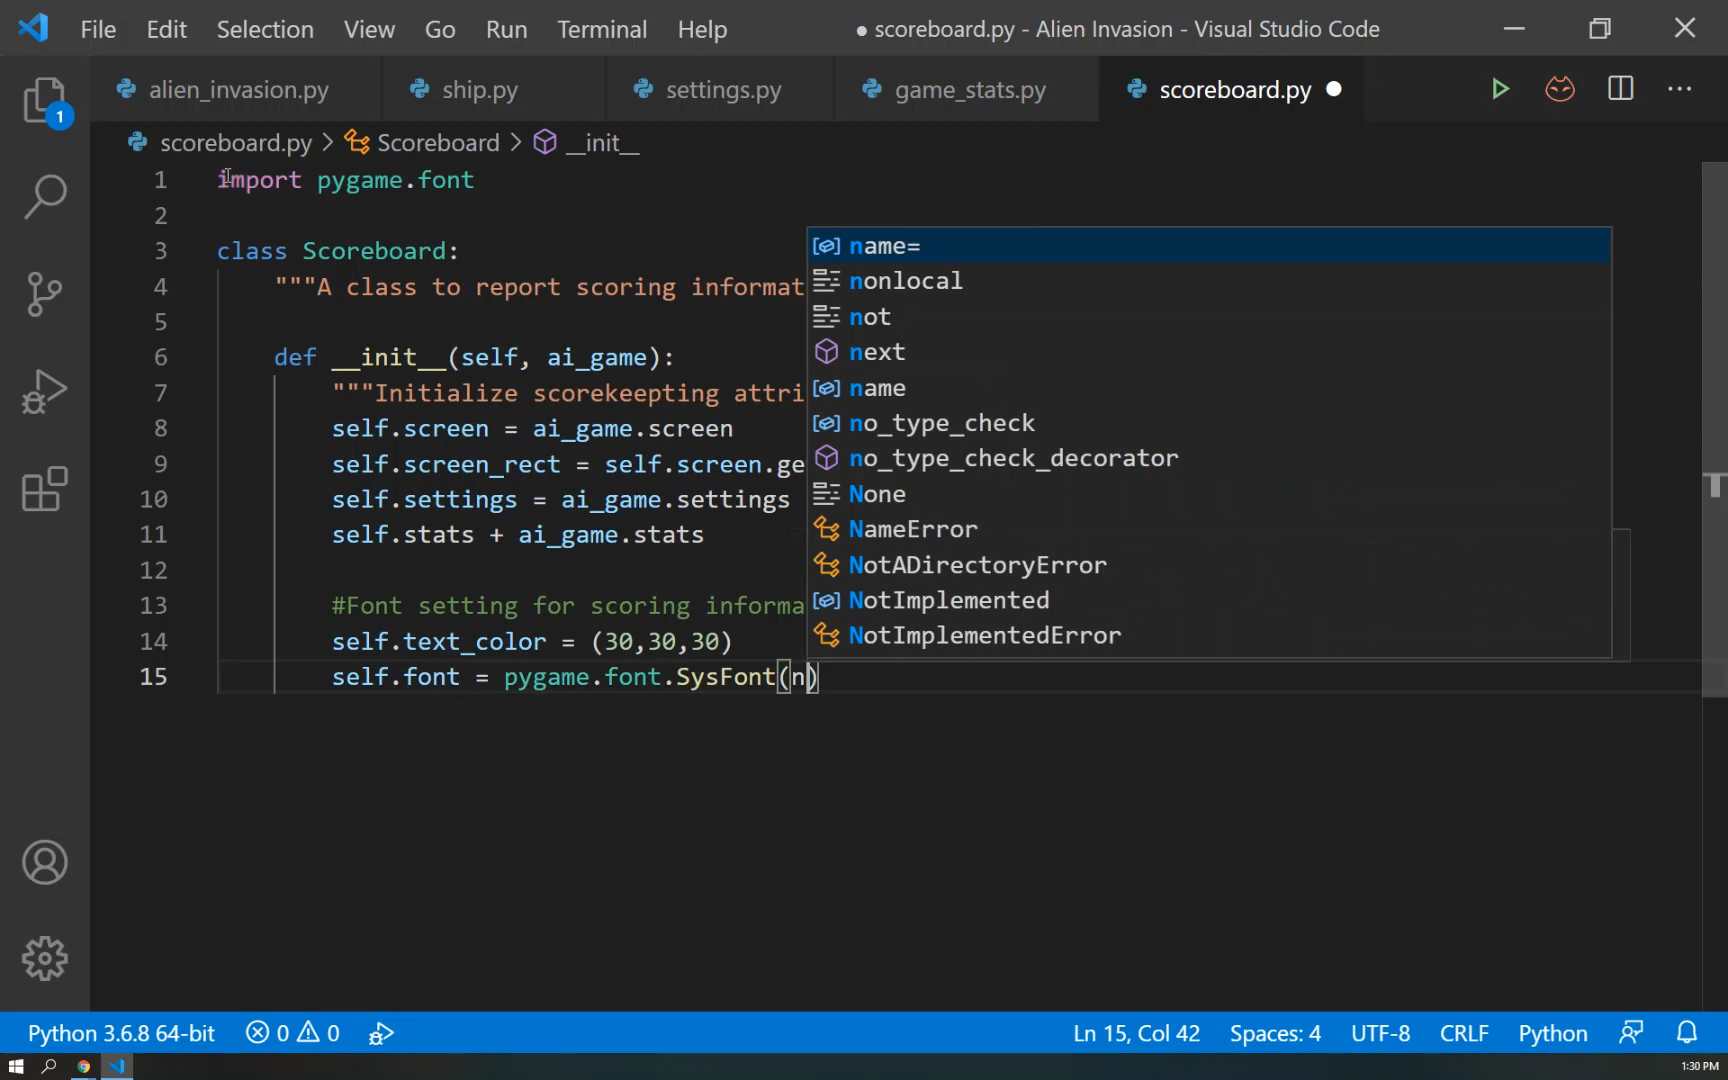 File Edit Selection View Go Run Terminal Help ● scoreboard.py - Alien Invasion - Visual Studio Code
alien_invasion.py ship.py settings.py game_stats.py scoreboard.py
1
scoreboard.py > Scoreboard > __init__
1 import pygame.font
2
3 class Scoreboard:
4 """A class to report scoring informat
5
6 def __init__(self, ai_game):
7 """Initialize scorekeepting attri
8 self.screen = ai_game.screen
9 self.screen_rect = self.screen.ge
10 self.settings = ai_game.settings
11 self.stats + ai_game.stats
12
13 #Font setting for scoring informa
14 self.text_color = (30,30,30)
15 self.font = pygame.font.SysFont(n)
name=
nonlocal
not
next
name
no_type_check
no_type_check_decorator
None
NameError
NotADirectoryError
NotImplemented
NotImplementedError
Python 3.6.8 64-bit 0 0 Ln 15, Col 42 Spaces: 4 UTF-8 CRLF Python
1:30 PM